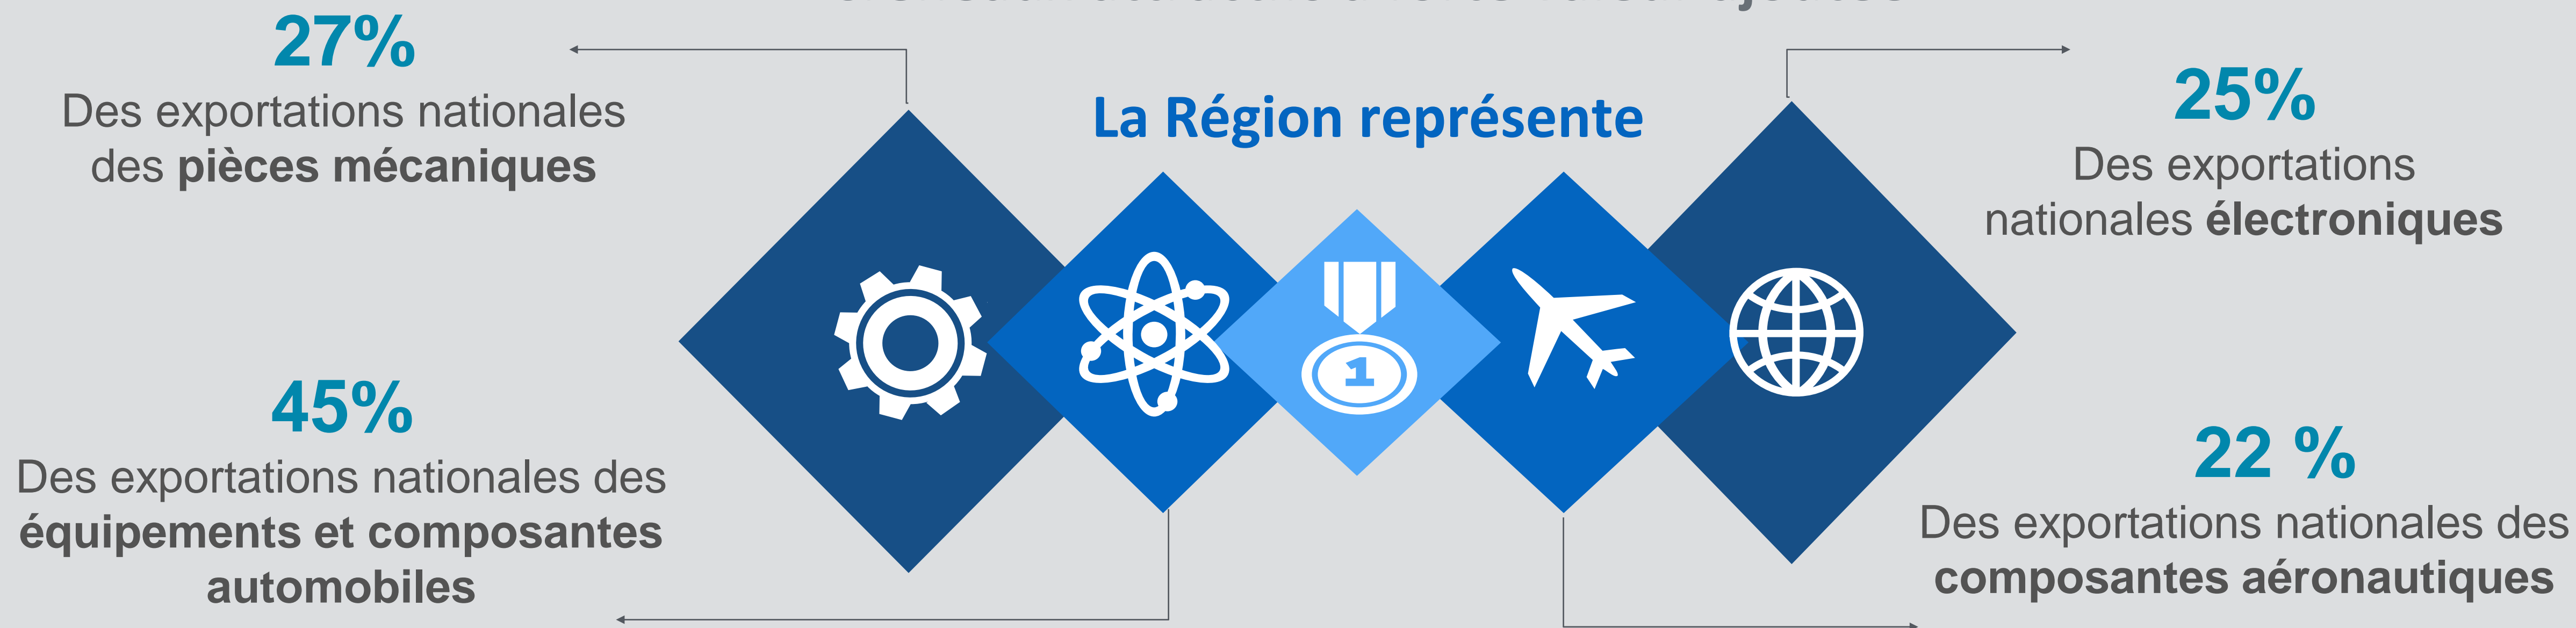 27%
Des exportations nationales
des pièces mécaniques
La Région représente
25%
Des exportations
nationales électroniques
1
45%
Des exportations nationales des
équipements et composantes
automobiles
22 %
Des exportations nationales des
composantes aéronautiques